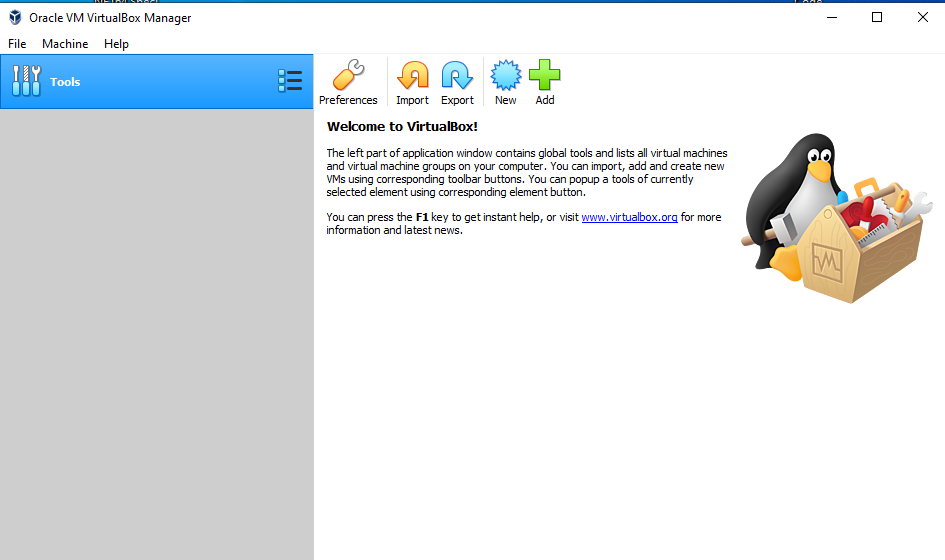 Oracle VM VirtualBox Manager
File Machine Help
Tools
Preferences Import Export New Add
Welcome to VirtualBox!
The left part of application window contains global tools and lists all virtual machines
and virtual machine groups on your computer. You can import, add and create new
VMs using corresponding toolbar buttons. You can popup a tools of currently
selected element using corresponding element button.
You can press the F1 key to get instant help, or visit www.virtualbox.org for more
information and latest news.